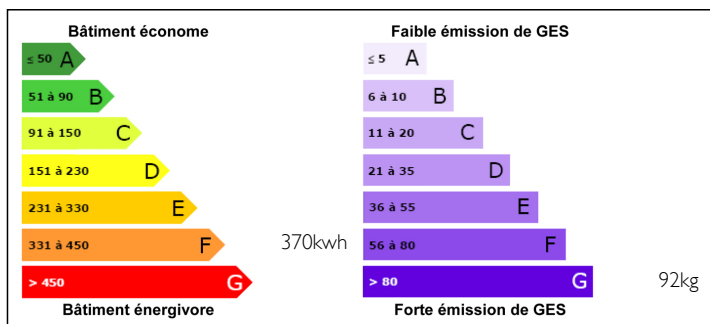 Bâtiment économe
≤ 50 A
51 à 90 B
91 à 150 C
151 à 230 D
231 à 330 E
331 à 450 F 370kwh
> 450 G
Bâtiment énergivore
Faible émission de GES
≤ 5 A
6 à 10 B
11 à 20 C
21 à 35 D
36 à 55 E
56 à 80 F
> 80 G 92kg
Forte émission de GES